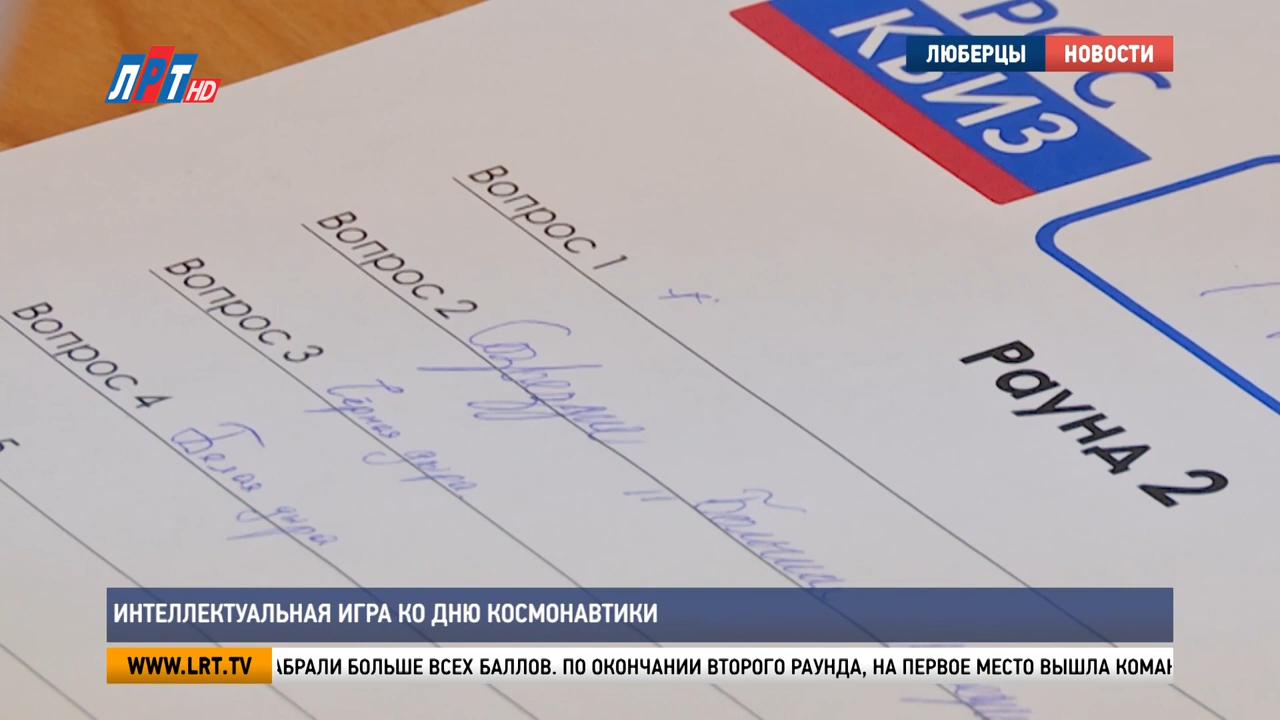 ЛРТ HD
ЛЮБЕРЦЫ НОВОСТИ
РОС
КВИЗ
Раунд 2
Вопрос 1
Вопрос 2
Вопрос 3 Чёрная дыра
Вопрос 4 Белая дыра
5
ИНТЕЛЛЕКТУАЛЬНАЯ ИГРА КО ДНЮ КОСМОНАВТИКИ
WWW.LRT.TV АБРАЛИ БОЛЬШЕ ВСЕХ БАЛЛОВ. ПО ОКОНЧАНИИ ВТОРОГО РАУНДА, НА ПЕРВОЕ МЕСТО ВЫШЛА КОМАН